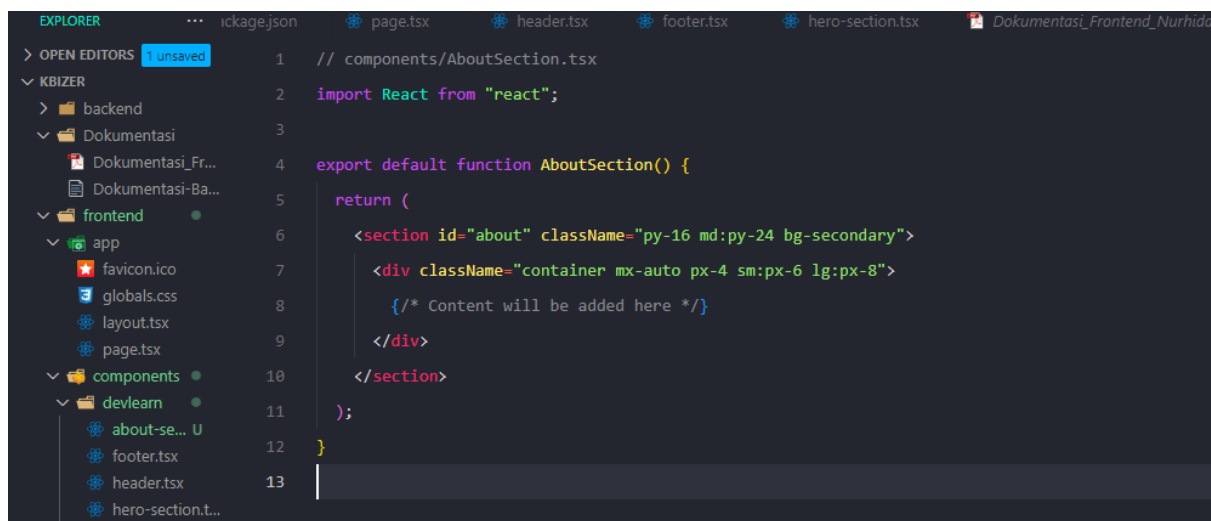 EXPLORER ... ickage.json page.tsx header.tsx footer.tsx hero-section.tsx Dokumentasi_Frontend_Nurhida
OPEN EDITORS 1 unsaved
KBIZER
backend
Dokumentasi
Dokumentasi_Fr...
Dokumentasi-Ba...
frontend
app
favicon.ico
globals.css
layout.tsx
page.tsx
components
devlearn
about-se... U
footer.tsx
header.tsx
hero-section.t...
1 // components/AboutSection.tsx
2 import React from "react";
3
4 export default function AboutSection() {
5 return (
6 <section id="about" className="py-16 md:py-24 bg-secondary">
7 <div className="container mx-auto px-4 sm:px-6 lg:px-8">
8 {/* Content will be added here */}
9 </div>
10 </section>
11 );
12 }
13